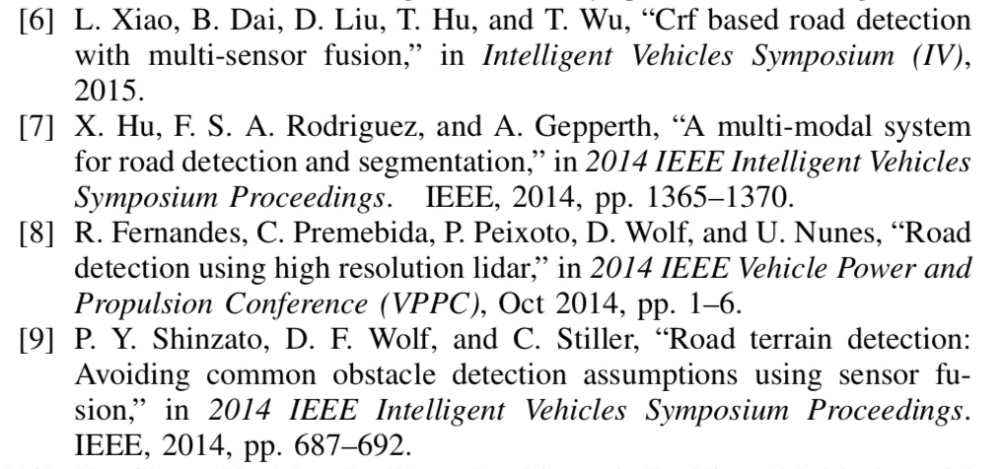 [6] L. Xiao, B. Dai, D. Liu, T. Hu, and T. Wu, “Crf based road detection
with multi-sensor fusion,” in Intelligent Vehicles Symposium (IV),
2015.
[7] X. Hu, F. S. A. Rodriguez, and A. Gepperth, “A multi-modal system
for road detection and segmentation,” in 2014 IEEE Intelligent Vehicles
Symposium Proceedings. IEEE, 2014, pp. 1365–1370.
[8] R. Fernandes, C. Premebida, P. Peixoto, D. Wolf, and U. Nunes, “Road
detection using high resolution lidar,” in 2014 IEEE Vehicle Power and
Propulsion Conference (VPPC), Oct 2014, pp. 1–6.
[9] P. Y. Shinzato, D. F. Wolf, and C. Stiller, “Road terrain detection:
Avoiding common obstacle detection assumptions using sensor fu-
sion,” in 2014 IEEE Intelligent Vehicles Symposium Proceedings.
IEEE, 2014, pp. 687–692.